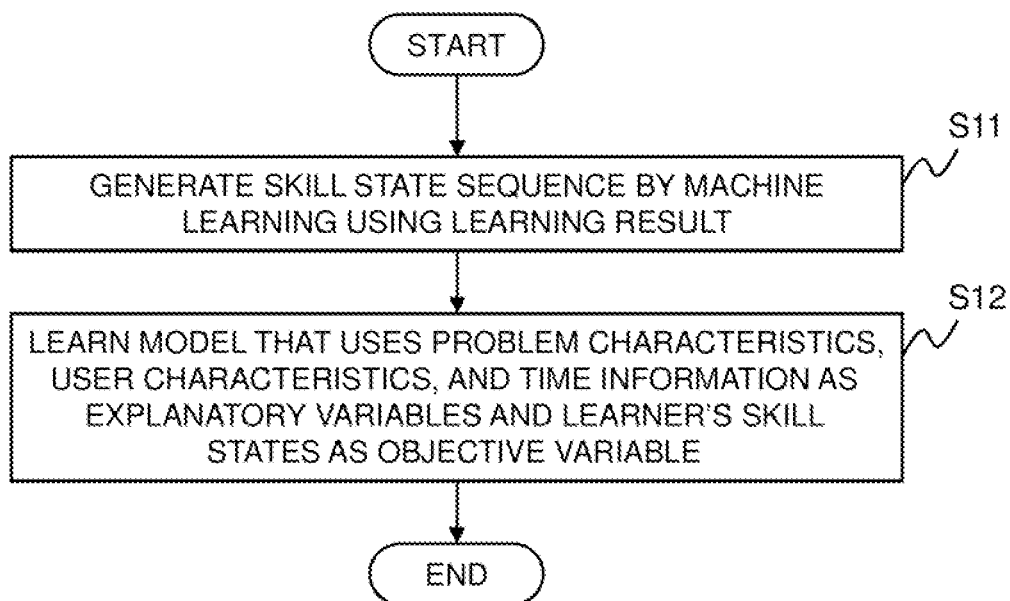 START
S11
GENERATE SKILL STATE SEQUENCE BY MACHINE
LEARNING USING LEARNING RESULT
S12
LEARN MODEL THAT USES PROBLEM CHARACTERISTICS,
USER CHARACTERISTICS, AND TIME INFORMATION AS
EXPLANATORY VARIABLES AND LEARNER'S SKILL
STATES AS OBJECTIVE VARIABLE
END